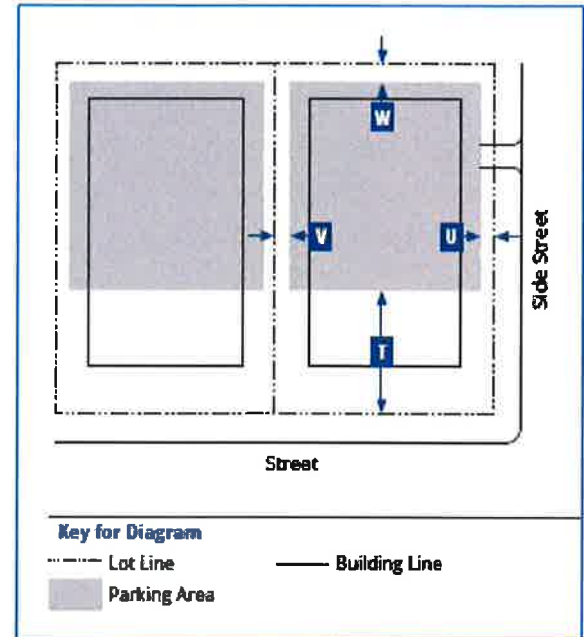 W
V
U
Side Street
T
Street
Key for Diagram
Lot Line
Building Line
Parking Area